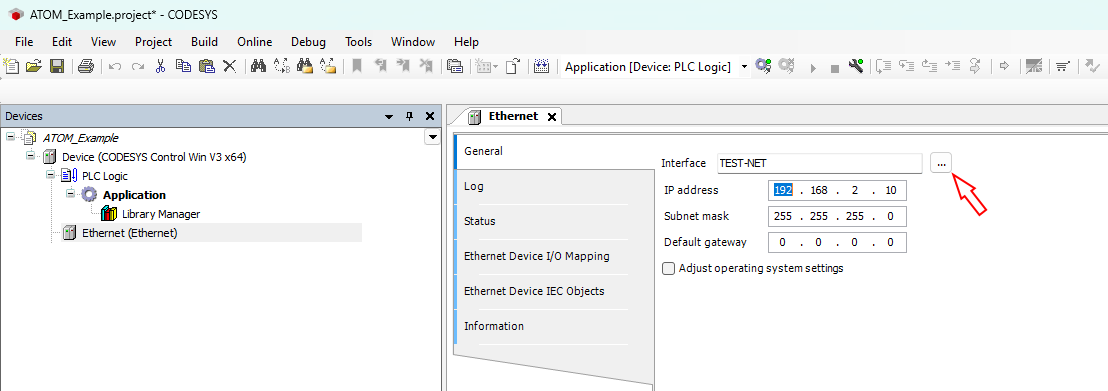 ATOM_Example.project* - CODESYS
File Edit View Project Build Online Debug Tools Window Help
Application [Device: PLC Logic]
Devices
ATOM_Example
Device (CODESYS Control Win V3 x64)
PLC Logic
Application
Library Manager
Ethernet (Ethernet)
Ethernet
General
Log
Status
Ethernet Device I/O Mapping
Ethernet Device IEC Objects
Information
Interface TEST-NET ...
IP address 192 . 168 . 2 . 10
Subnet mask 255 . 255 . 255 . 0
Default gateway 0 . 0 . 0 . 0
Adjust operating system settings